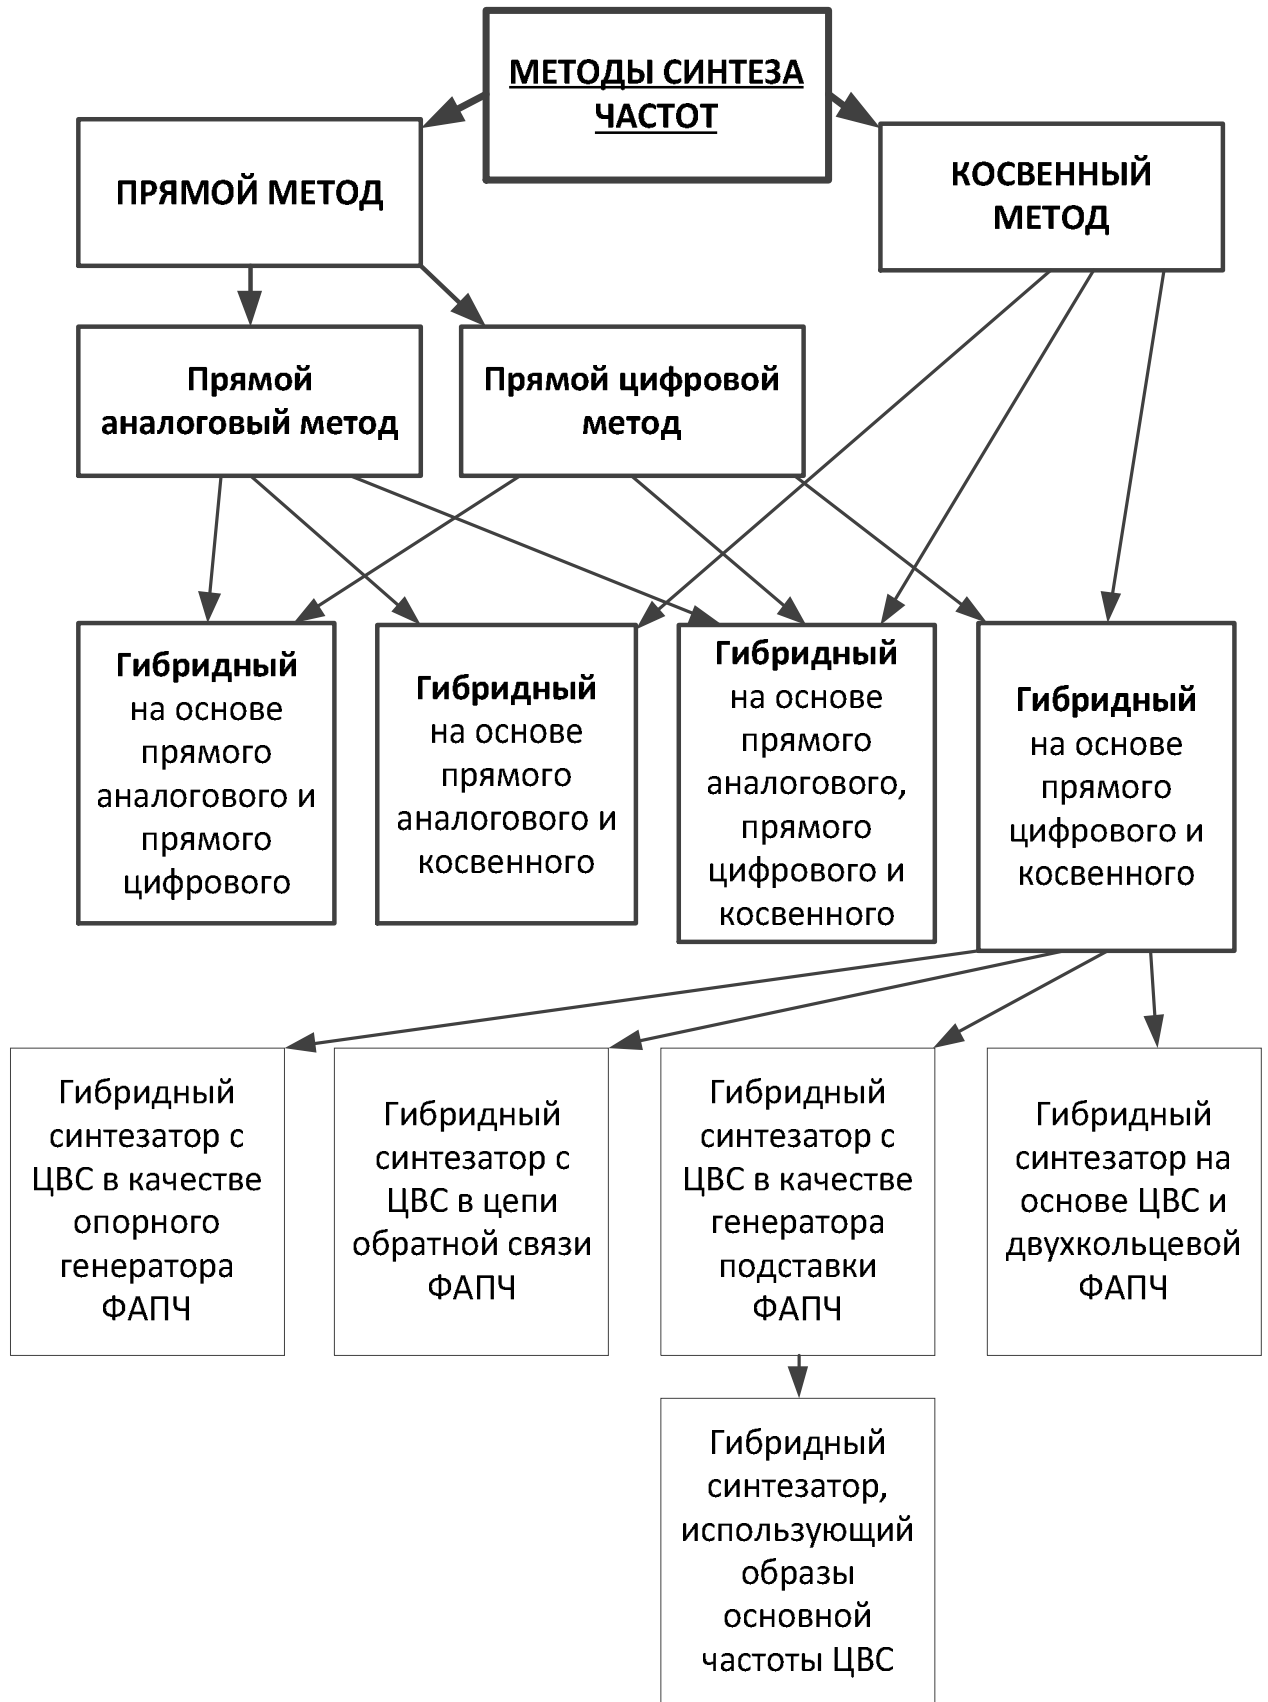 МЕТОДЫ СИНТЕЗА
ЧАСТОТ
ПРЯМОЙ МЕТОД
КОСВЕННЫЙ
МЕТОД
Прямой
аналоговый метод
Прямой цифровой
метод
Гибридный
на основе
прямого
аналогового и
прямого
цифрового
Гибридный
на основе
прямого
аналогового и
косвенного
Гибридный
на основе
прямого
аналогового,
прямого
цифрового и
косвенного
Гибридный
на основе
прямого
цифрового и
косвенного
Гибридный
синтезатор с
ЦВС в качестве
опорного
генератора
ФАПЧ
Гибридный
синтезатор с
ЦВС в цепи
обратной связи
ФАПЧ
Гибридный
синтезатор с
ЦВС в качестве
генератора
подставки
ФАПЧ
Гибридный
синтезатор на
основе ЦВС и
двухкольцевой
ФАПЧ
Гибридный
синтезатор,
использующий
образы
основной
частоты ЦВС